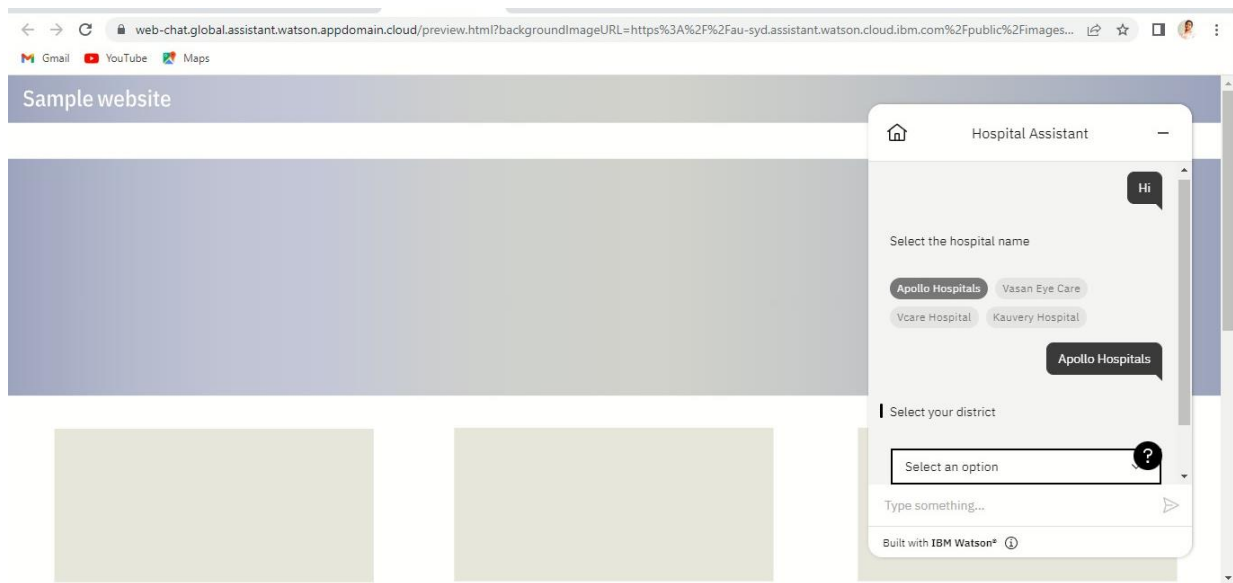 web-chat.global.assistant.watson.appdomain.cloud/preview.html?backgroundImageURL=https%3A%2F%2Fau-syd.assistant.watson.cloud.ibm.com%2Fpublic%2Fimages...
Gmail YouTube Maps
Sample website
Hospital Assistant
Hi
Select the hospital name
Apollo Hospitals Vasan Eye Care
Vcare Hospital Kauvery Hospital
Apollo Hospitals
Select your district
Select an option
?
Type something...
Built with IBM Watson®